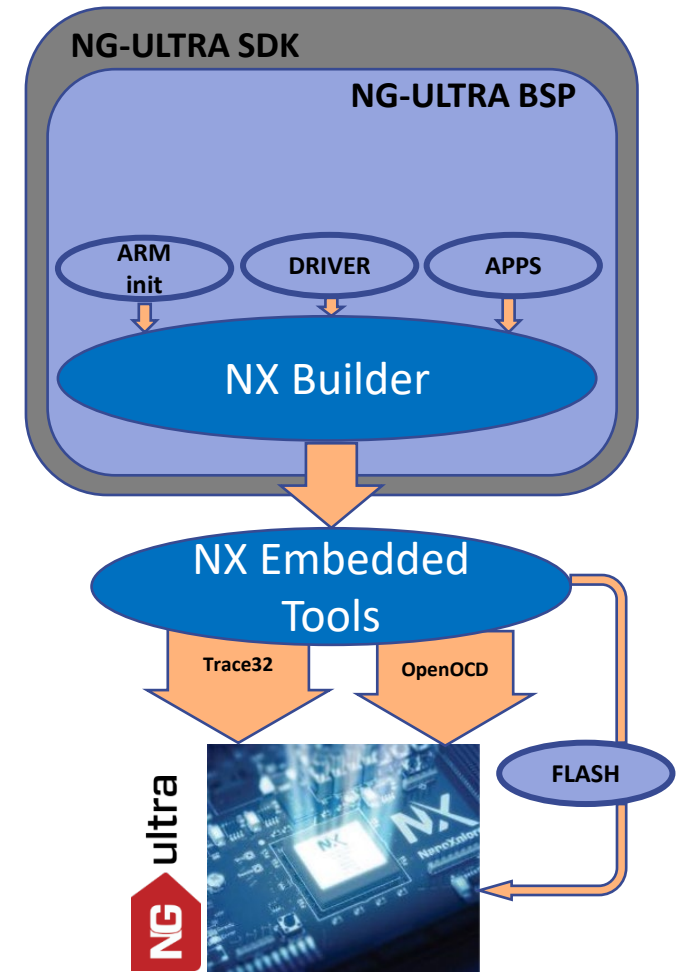 NG-ULTRA SDK
NG-ULTRA BSP
ARM
init
DRIVER
APPS
NX Builder
NX Embedded
Tools
Trace32
OpenOCD
FLASH
NX
NX
NG ultra